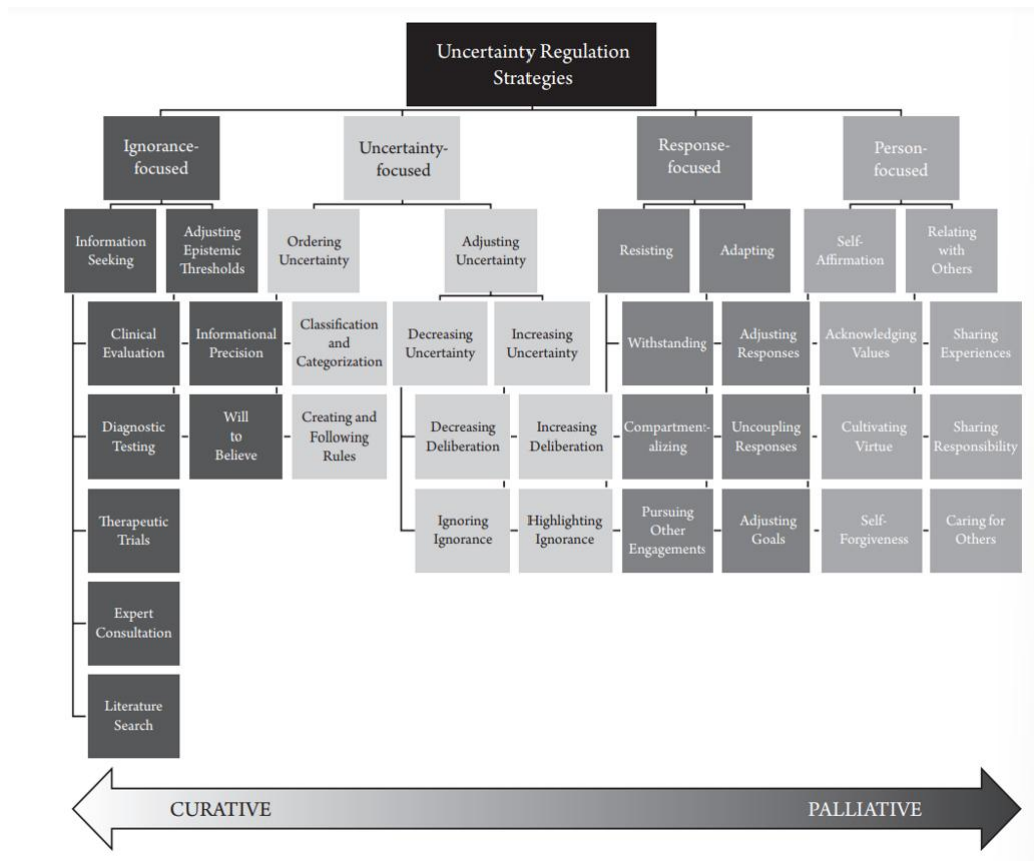 Uncertainty Regulation
Strategies
Ignorance-
focused
Uncertainty-
focused
Response-
focused
Person-
focused
Information
Seeking
Adjusting
Epistemic
Thresholds
Ordering
Uncertainty
Adjusting
Uncertainty
Resisting
Adapting
Self-
Affirmation
Relating
with
Others
Clinical
Evaluation
Informational
Precision
Classification
and
Categorization
Decreasing
Uncertainty
Increasing
Uncertainty
Withstanding
Adjusting
Responses
Acknowledging
Values
Sharing
Experiences
Diagnostic
Testing
Will
to
Believe
Creating and
Following
Rules
Decreasing
Deliberation
Increasing
Deliberation
Compartment-
alizing
Uncoupling
Responses
Cultivating
Virtue
Sharing
Responsibility
Therapeutic
Trials
Ignoring
Ignorance
Highlighting
Ignorance
Pursuing
Other
Engagements
Adjusting
Goals
Self-
Forgiveness
Caring for
Others
Expert
Consultation
Literature
Search
CURATIVE
PALLIATIVE